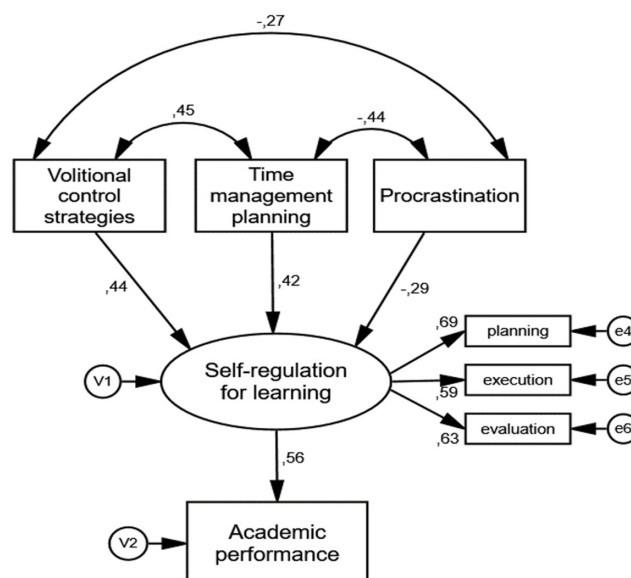 -,27
,45
-,44
Volitional
control
strategies
Time
management
planning
Procrastination
,44
,42
-,29
,69
planning
e4
Self-regulation
for learning
V1
,59
execution
e5
,63
evaluation
e6
,56
V2
Academic
performance